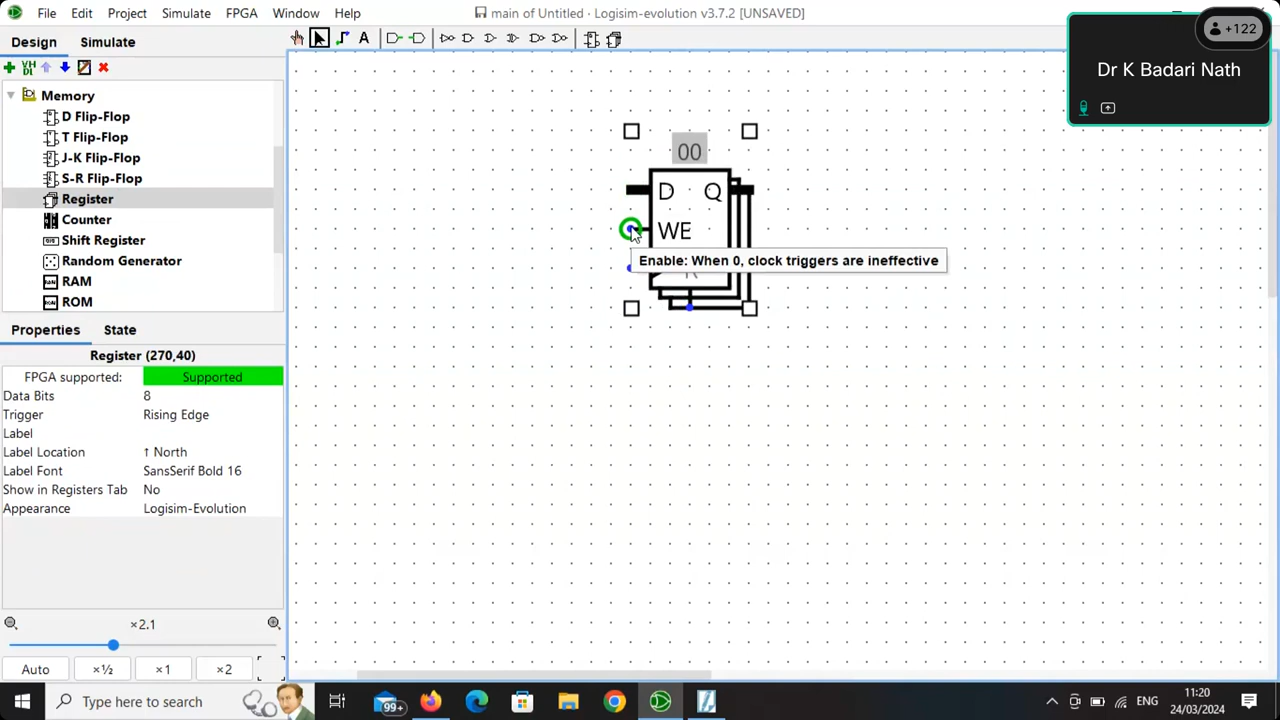 File Edit Project Simulate FPGA Window Help
main of Untitled - Logisim-evolution v3.7.2 [UNSAVED]
+122
Dr K Badari Nath
Design Simulate
VH
DL
A
Memory
D Flip-Flop
T Flip-Flop
J-K Flip-Flop
S-R Flip-Flop
Register
Counter
Shift Register
Random Generator
RAM
ROM
00
D Q
WE
Enable: When 0, clock triggers are ineffective
R
Properties State
Register (270,40)
FPGA supported: Supported
Data Bits 8
Trigger Rising Edge
Label
Label Location ↑ North
Label Font SansSerif Bold 16
Show in Registers Tab No
Appearance Logisim-Evolution
×2.1
Auto ×½ ×1 ×2
Type here to search
99+
ENG
11:20
24/03/2024